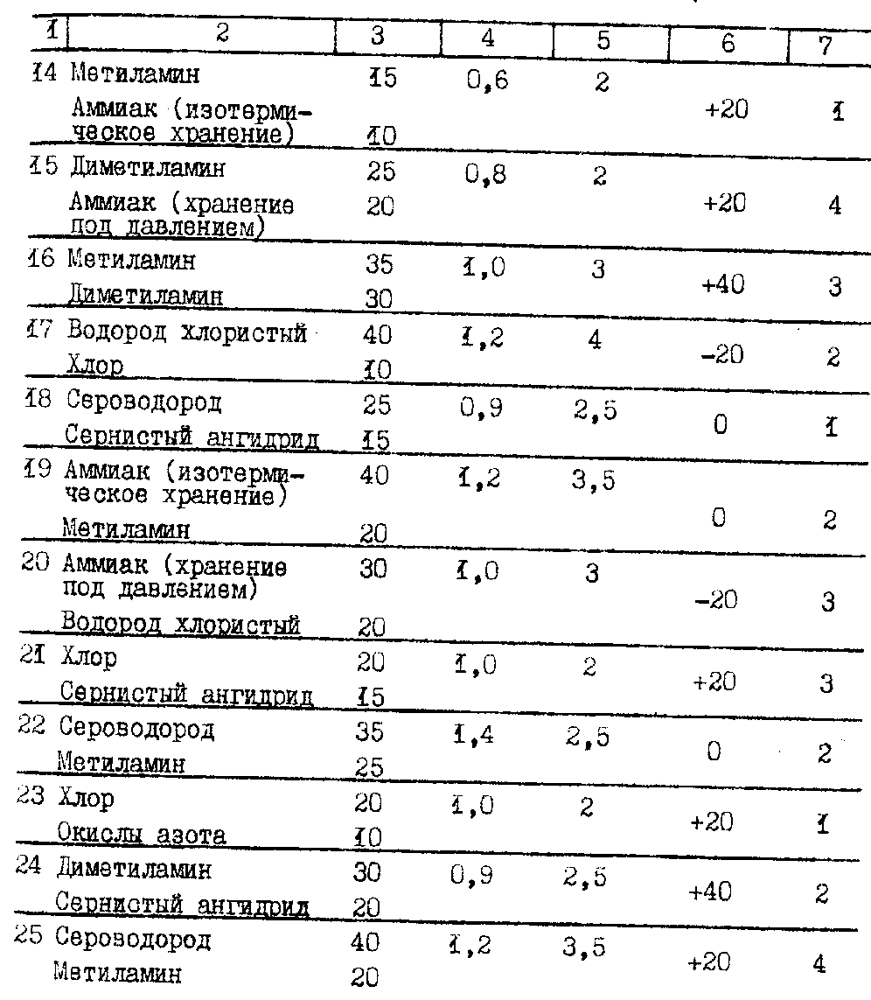 1 2 3 4 5 6 7
14 Метиламин 15 0,6 2
Аммиак (изотерми- +20 1
ческое хранение) 10
15 Диметиламин 25 0,8 2
Аммиак (хранение 20 +20 4
под давлением)
16 Метиламин 35 1,0 3
+40 3
Диметиламин 30
17 Водород хлористый 40 1,2 4
-20 2
Хлор 10
18 Сероводород 25 0,9 2,5
0 1
Сернистый ангидрид 15
19 Аммиак (изотерми- 40 1,2 3,5
ческое хранение)
0 2
Метиламин 20
20 Аммиак (хранение 30 1,0 3
под давлением)
-20 3
Водород хлористый 20
21 Хлор 20 1,0 2
+20 3
Сернистый ангидрид 15
22 Сероводород 35 1,4 2,5
0 2
Метиламин 25
23 Хлор 20 1,0 2
+20 1
Окислы азота 10
24 Диметиламин 30 0,9 2,5
+40 2
Сернистый ангидрид 20
25 Сероводород 40 1,2 3,5
+20 4
Метиламин 20